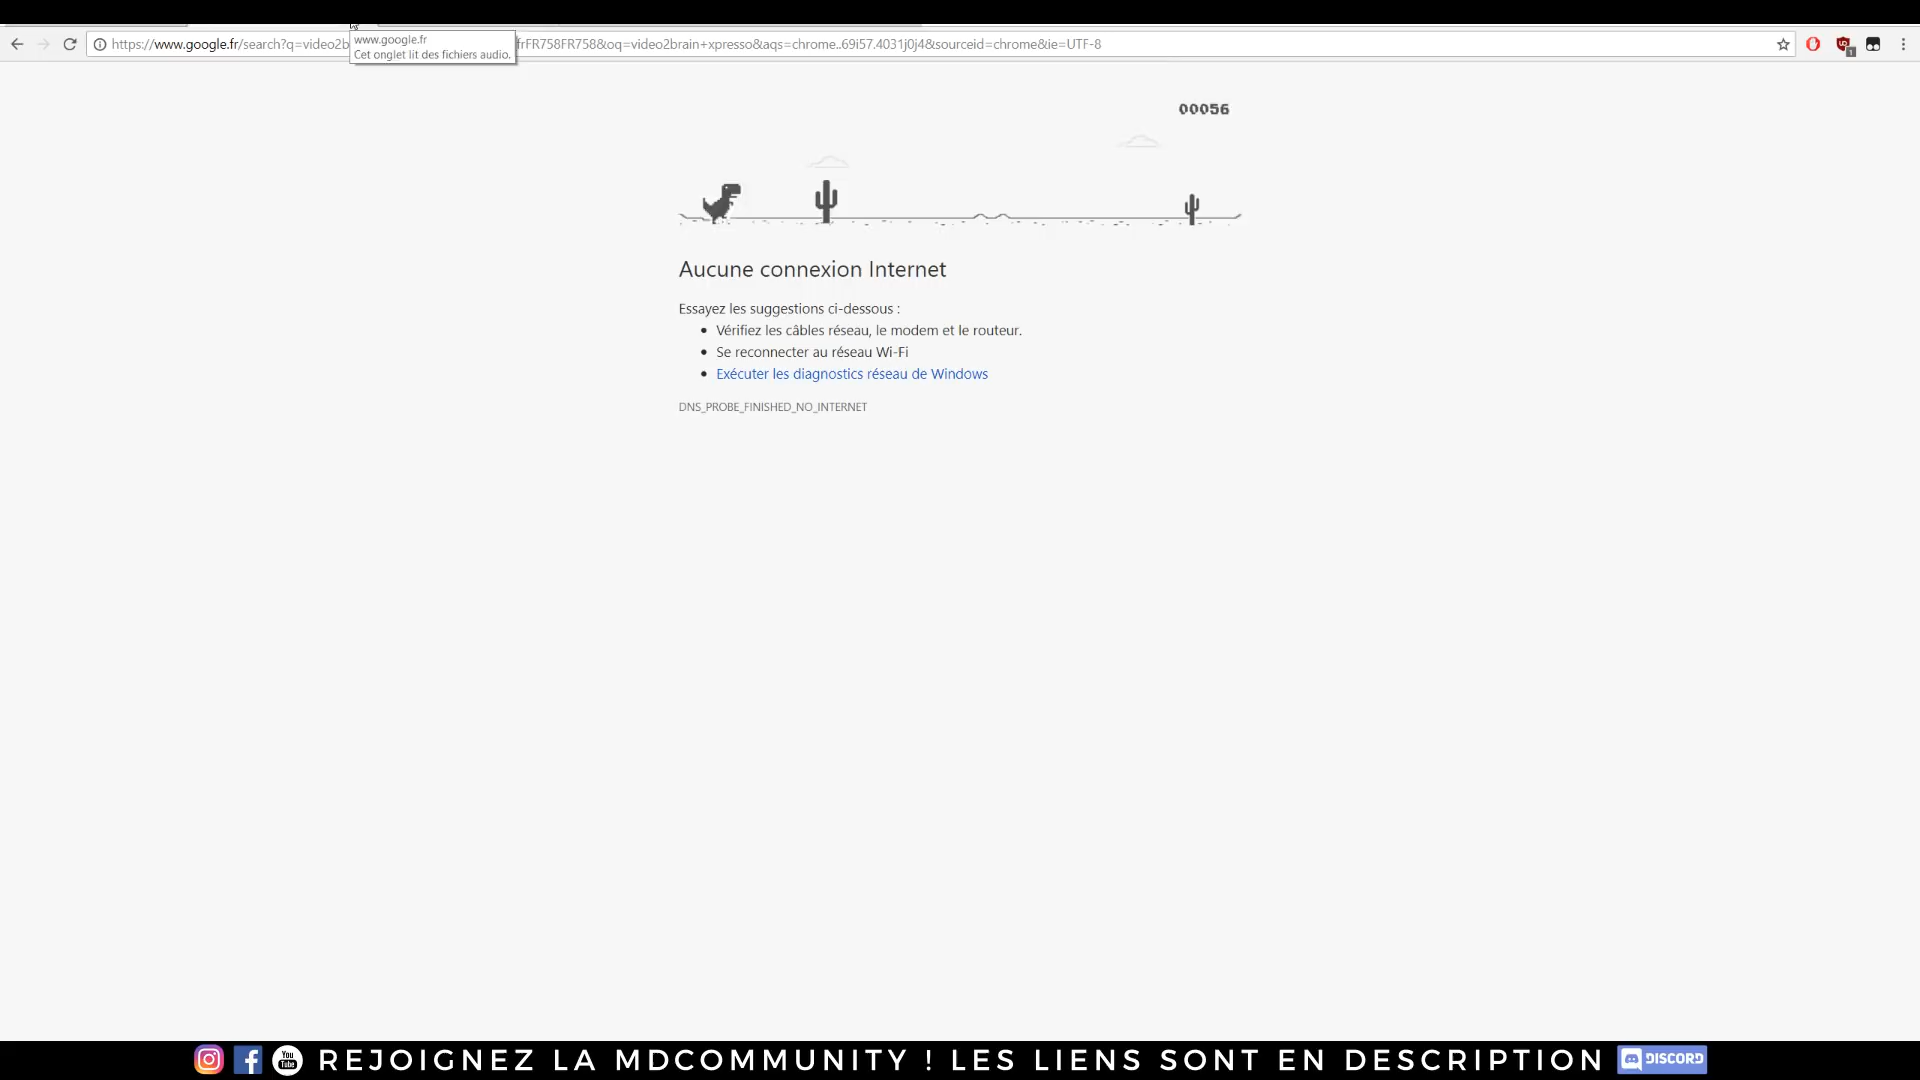 https://www.google.fr/search?q=video2b
www.google.fr
Cet onglet lit des fichiers audio.
frFR758FR758&oq=video2brain+xpresso&aqs=chrome..69i57.4031j0j4&sourceid=chrome&ie=UTF-8
1
00056
Aucune connexion Internet
Essayez les suggestions ci-dessous :
• Vérifiez les câbles réseau, le modem et le routeur.
• Se reconnecter au réseau Wi-Fi
• Exécuter les diagnostics réseau de Windows
DNS_PROBE_FINISHED_NO_INTERNET
You Tube REJOIGNEZ LA MDCOMMUNITY ! LES LIENS SONT EN DESCRIPTION DISCORD